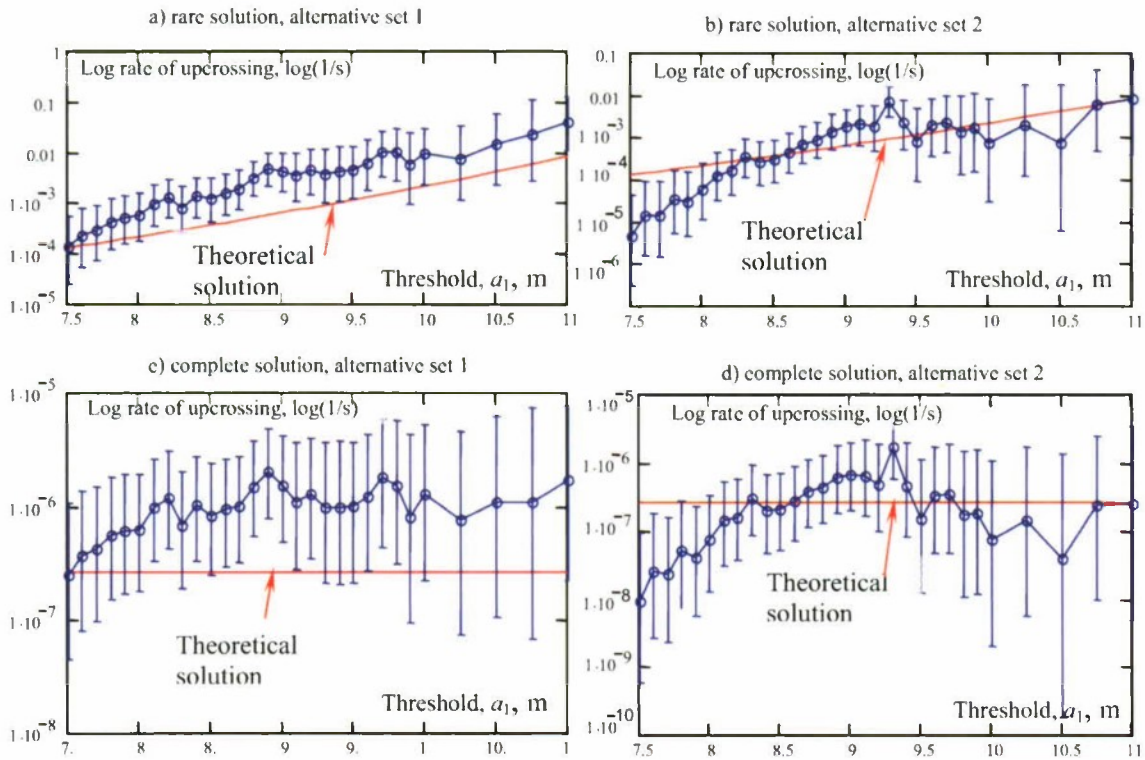 a) rare solution, alternative set 1
1
Log rate of upcrossing, log(1/s)
0.1
0.01
1·10⁻³
1·10⁻⁴
1·10⁻⁵
Theoretical
solution
Threshold, a₁, m
7.5 8 8.5 9 9.5 10 10.5 11
b) rare solution, alternative set 2
0.1
Log rate of upcrossing, log(1/s)
0.01
1·10⁻³
1·10⁻⁴
1·10⁻⁵
1·10⁻⁶
Theoretical
solution
Threshold, a₁, m
7.5 8 8.5 9 9.5 10 10.5 11
c) complete solution, alternative set 1
1·10⁻⁵
Log rate of upcrossing, log(1/s)
1·10⁻⁶
1·10⁻⁷
1·10⁻⁸
Theoretical
solution
Threshold, a₁, m
7. 8 8. 9 9. 1 10. 1
d) complete solution, alternative set 2
1·10⁻⁵
Log rate of upcrossing, log(1/s)
1·10⁻⁶
1·10⁻⁷
1·10⁻⁸
1·10⁻⁹
1·10⁻¹⁰
Theoretical
solution
Threshold, a₁, m
7.5 8 8.5 9 9.5 10 10.5 11